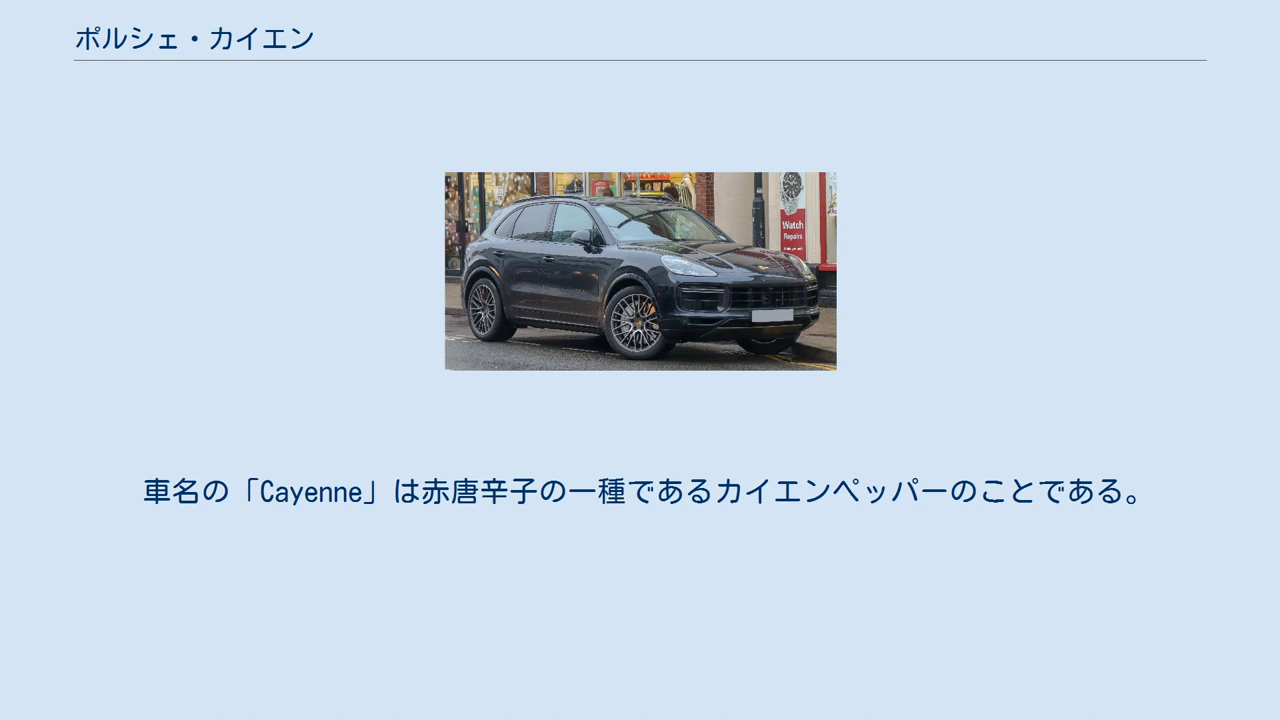 ポルシェ・カイエン
Watch
Repairs
車名の「Cayenne」は赤唐辛子の一種であるカイエンペッパーのことである。